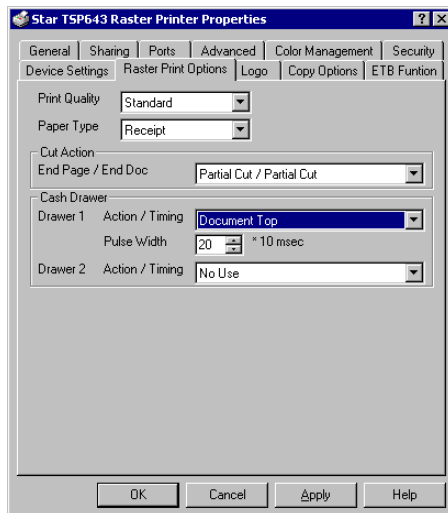 Star TSP643 Raster Printer Properties
General Sharing Ports Advanced Color Management Security
Device Settings Raster Print Options Logo Copy Options ETB Funtion
Print Quality Standard
Paper Type Receipt
Cut Action
End Page / End Doc Partial Cut / Partial Cut
Cash Drawer
Drawer 1 Action / Timing Document Top
Pulse Width 20 * 10 msec
Drawer 2 Action / Timing No Use
OK Cancel Apply Help